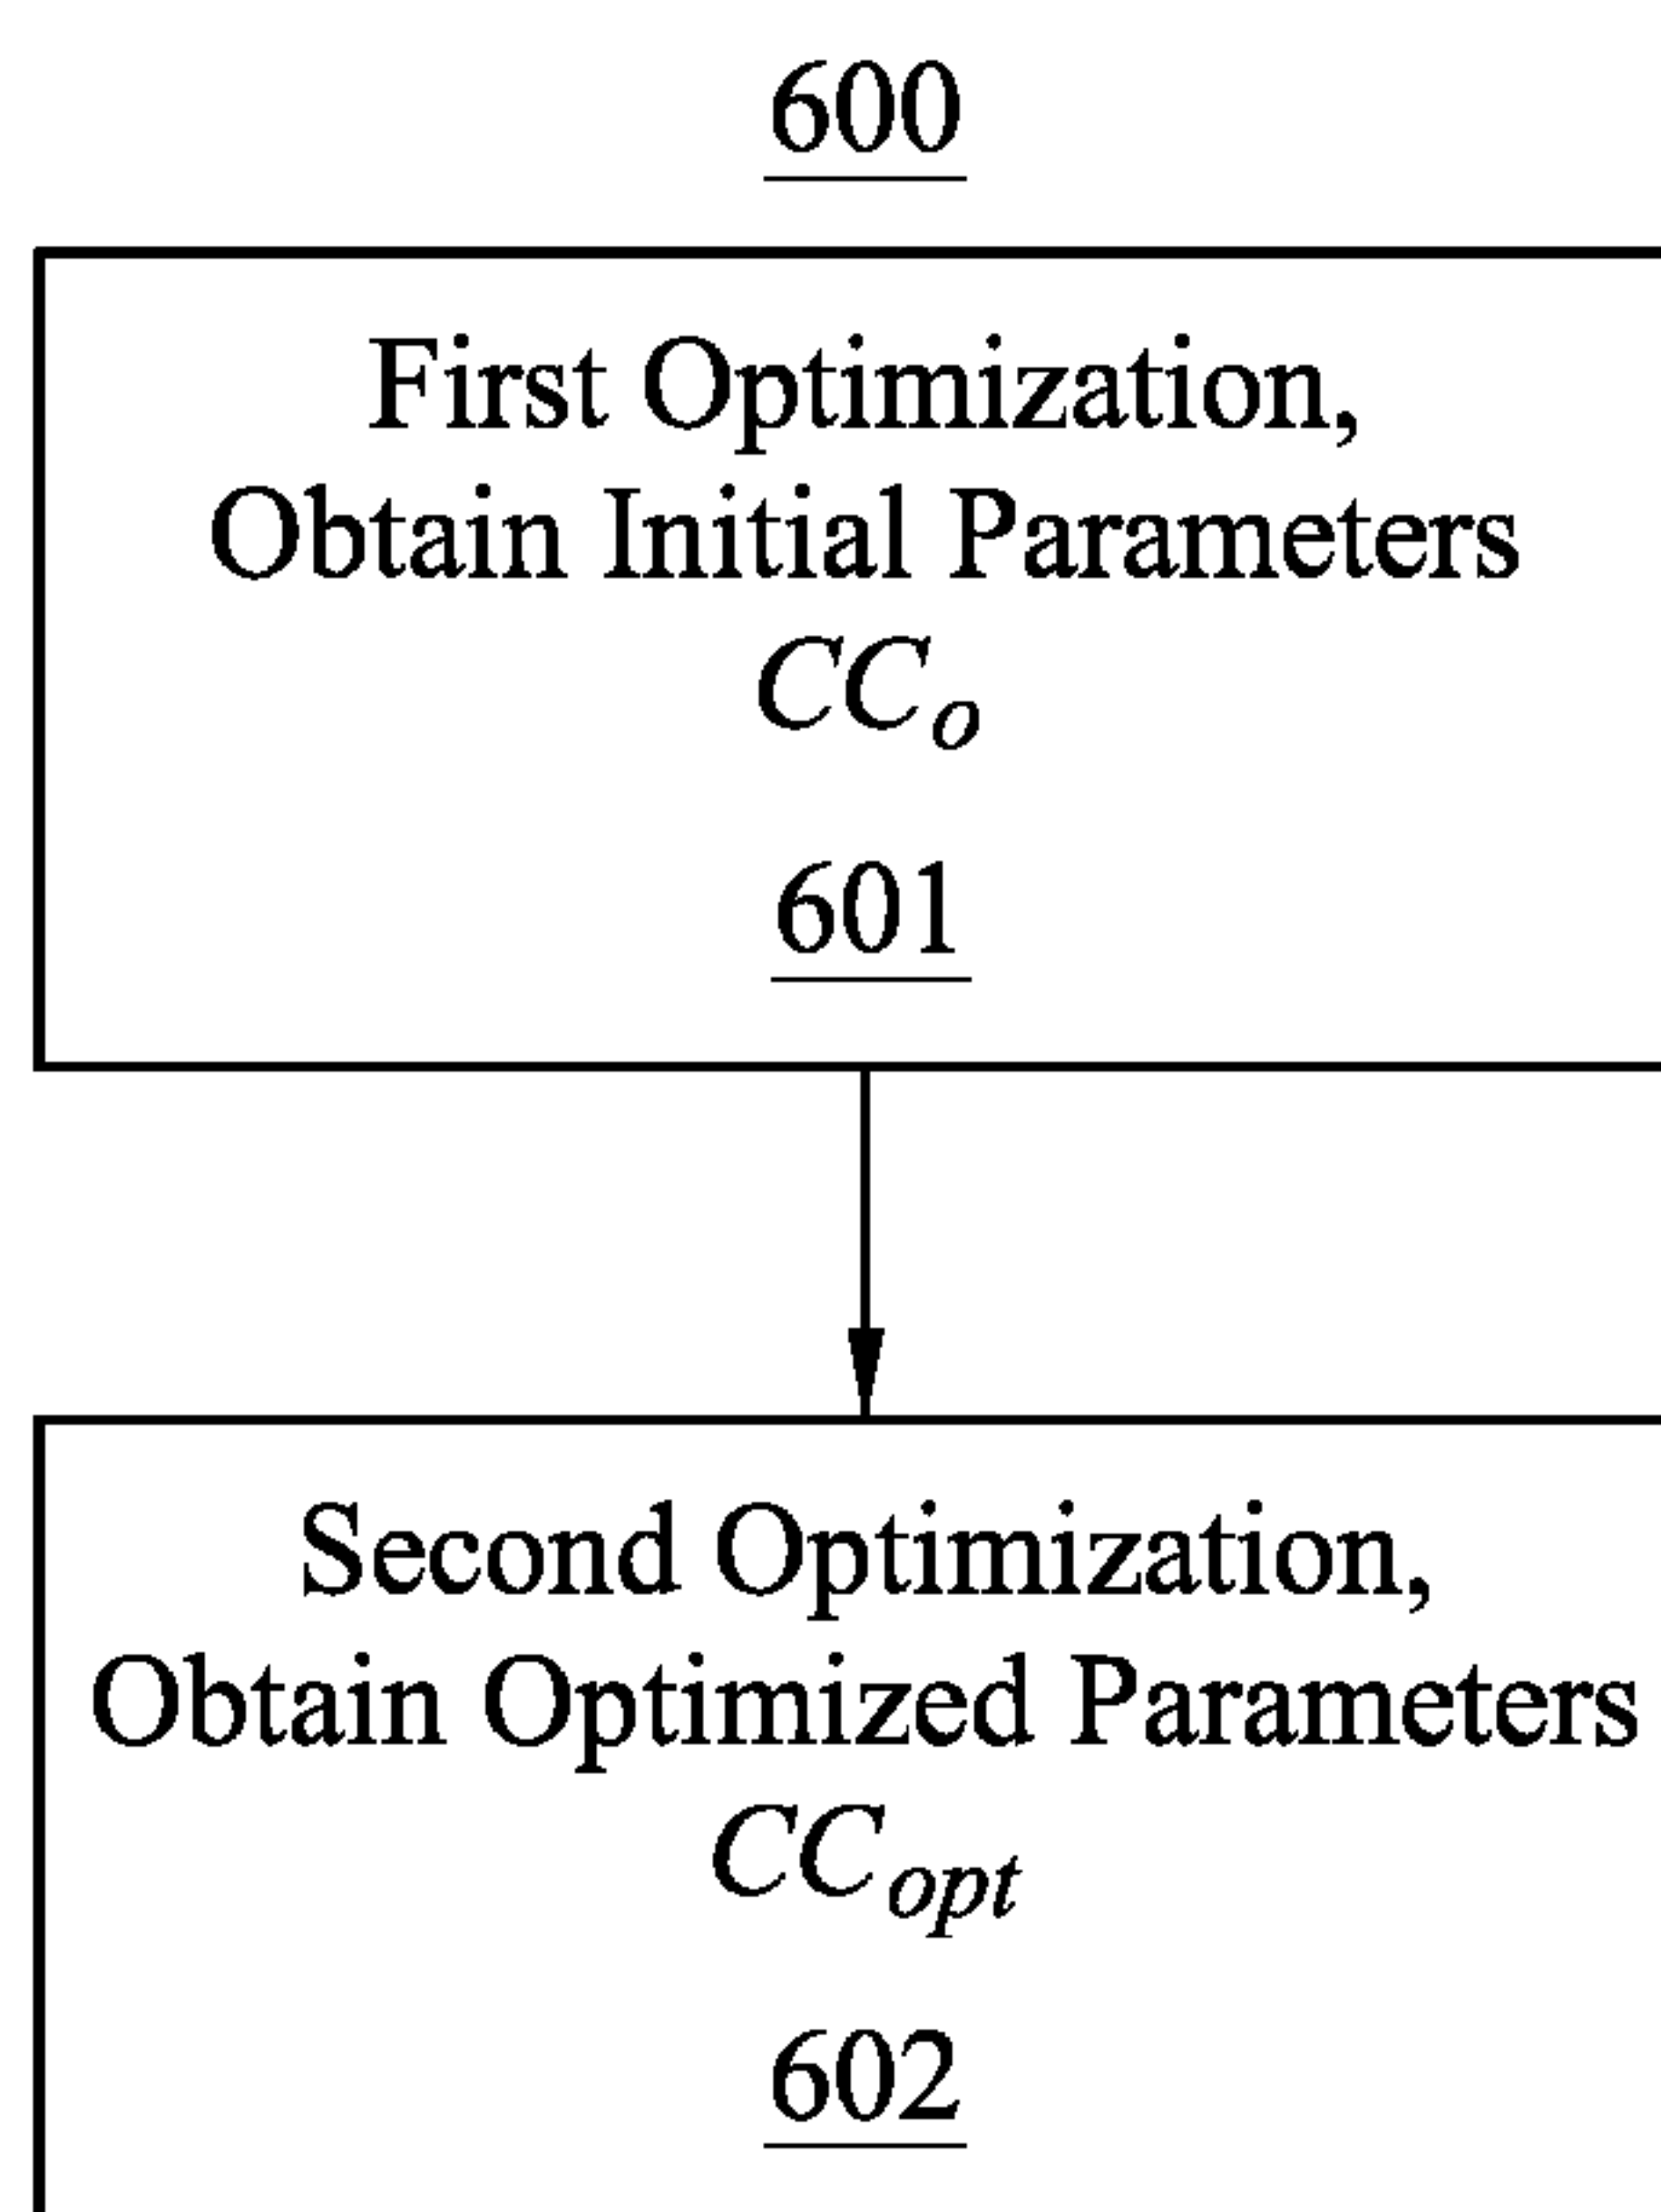 600
First Optimization,
Obtain Initial Parameters
CCo
601
Second Optimization,
Obtain Optimized Parameters
CCopt
602